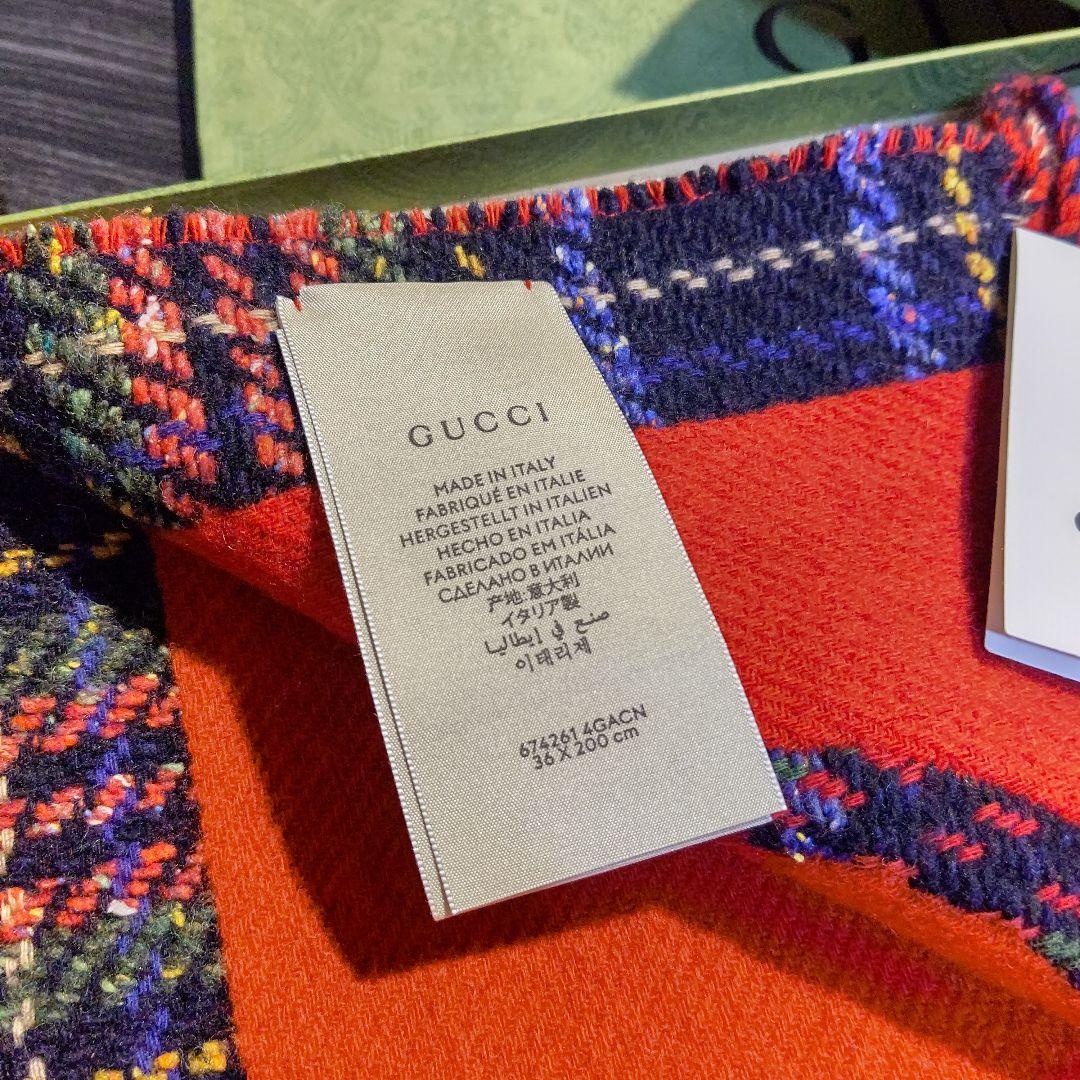 GUCCI
MADE IN ITALY
FABRIQUÉ EN ITALIE
HERGESTELLT IN ITALIEN
HECHO EN ITALIA
FABRICADO EM ITÁLIA
СДЕЛАНО В ИТАЛИИ
产地:意大利
イタリア製
صنع في إيطاليا
이태리제
674261 4GACN
36 X 200 cm